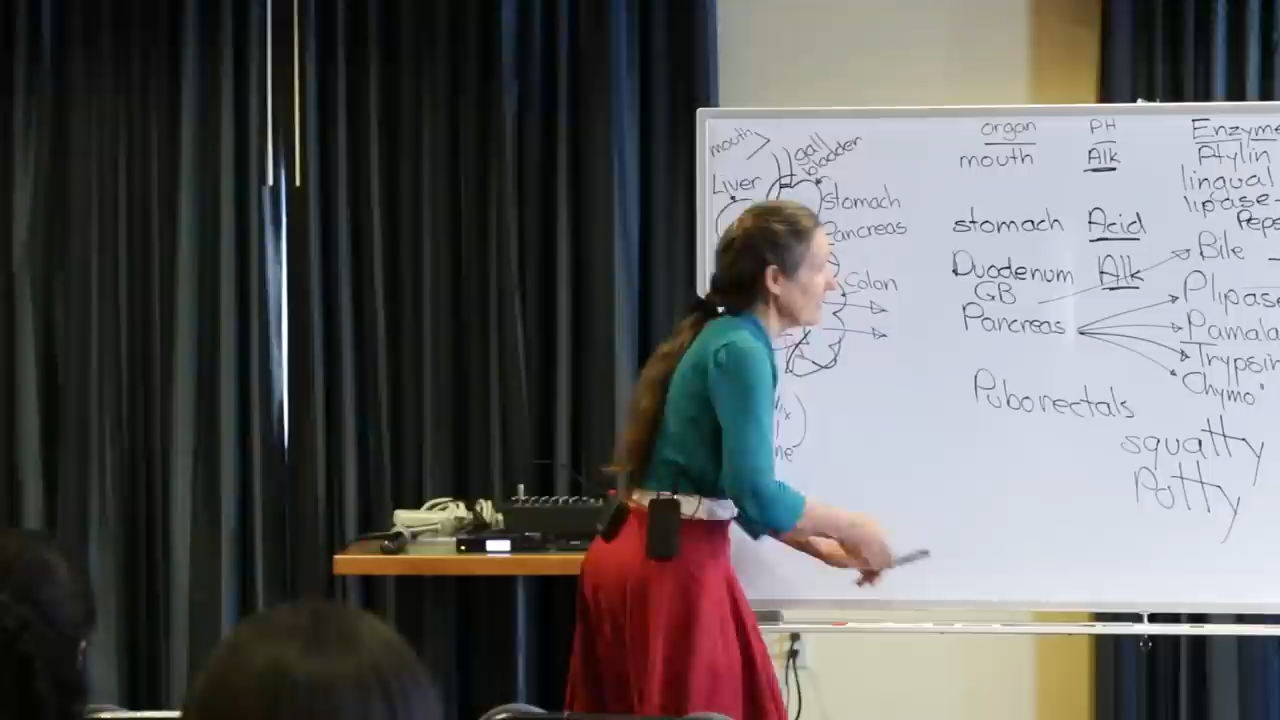 mouth
gall
bladder
Liver
stomach
Pancreas
Colon
organ PH Enzyme
mouth Alk Ptylin
lingual
lipase-
stomach Acid Peps
Duodenum Alk Bile
GB
Pancreas Plipase
Pamala
Trypsin
Chymo'
Puborectals
squatty
Potty